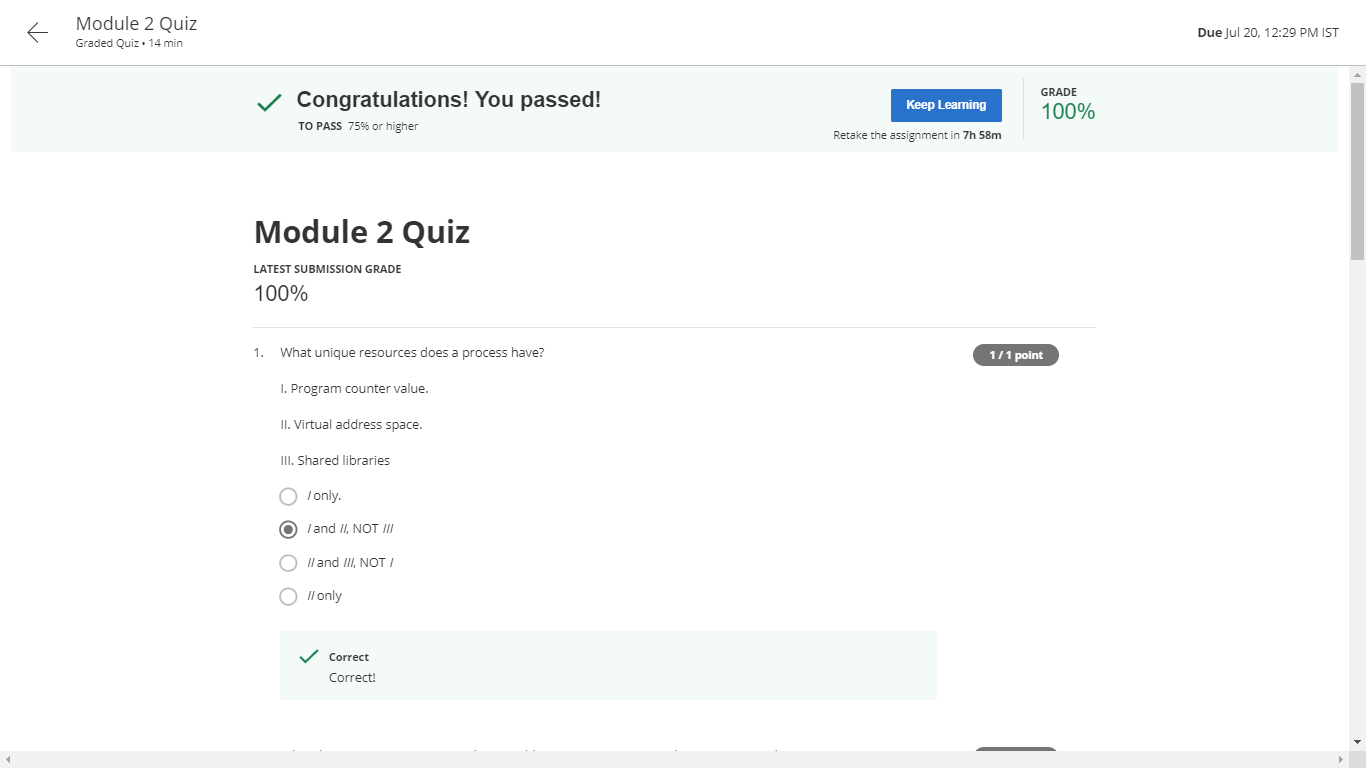 Module 2 Quiz
Graded Quiz • 14 min
Due Jul 20, 12:29 PM IST
Congratulations! You passed!
TO PASS 75% or higher
Keep Learning
Retake the assignment in 7h 58m
GRADE
100%
Module 2 Quiz
LATEST SUBMISSION GRADE
100%
1. What unique resources does a process have?
1 / 1 point
I. Program counter value.
II. Virtual address space.
III. Shared libraries
I only.
I and II, NOT III
II and III, NOT I
II only
Correct
Correct!